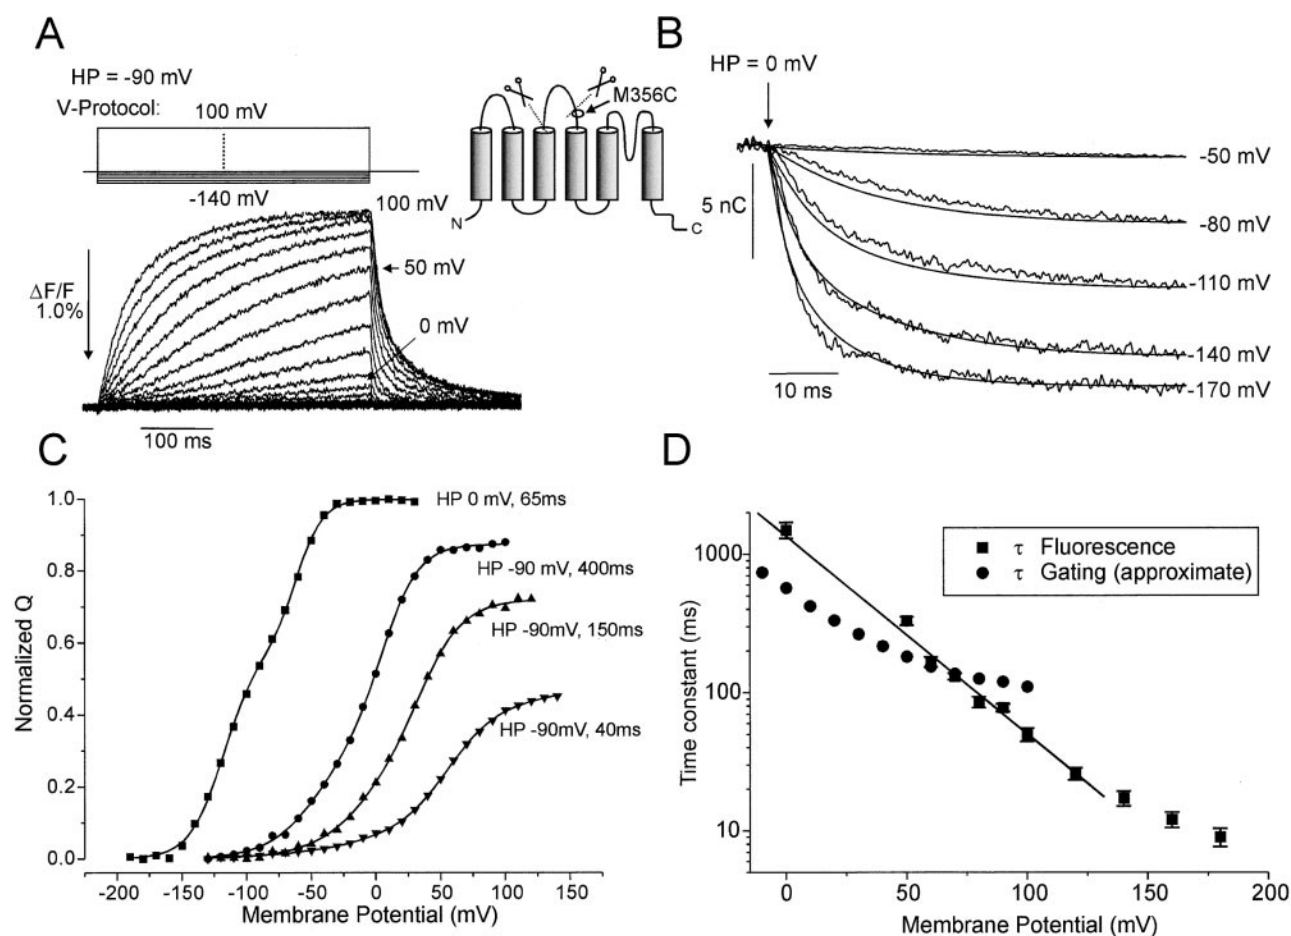 A
HP = -90 mV
V-Protocol:
100 mV
-140 mV
100 mV
50 mV
0 mV
ΔF/F
1.0%
100 ms
M356C
N
C
B
HP = 0 mV
-50 mV
-80 mV
5 nC
-110 mV
-140 mV
-170 mV
10 ms
C
Normalized Q
1.0
0.8
0.6
0.4
0.2
0.0
HP 0 mV, 65ms
HP -90 mV, 400ms
HP -90mV, 150ms
HP -90mV, 40ms
-200 -150 -100 -50 0 50 100 150
Membrane Potential (mV)
D
Time constant (ms)
1000
100
10
τ Fluorescence
τ Gating (approximate)
0 50 100 150 200
Membrane Potential (mV)